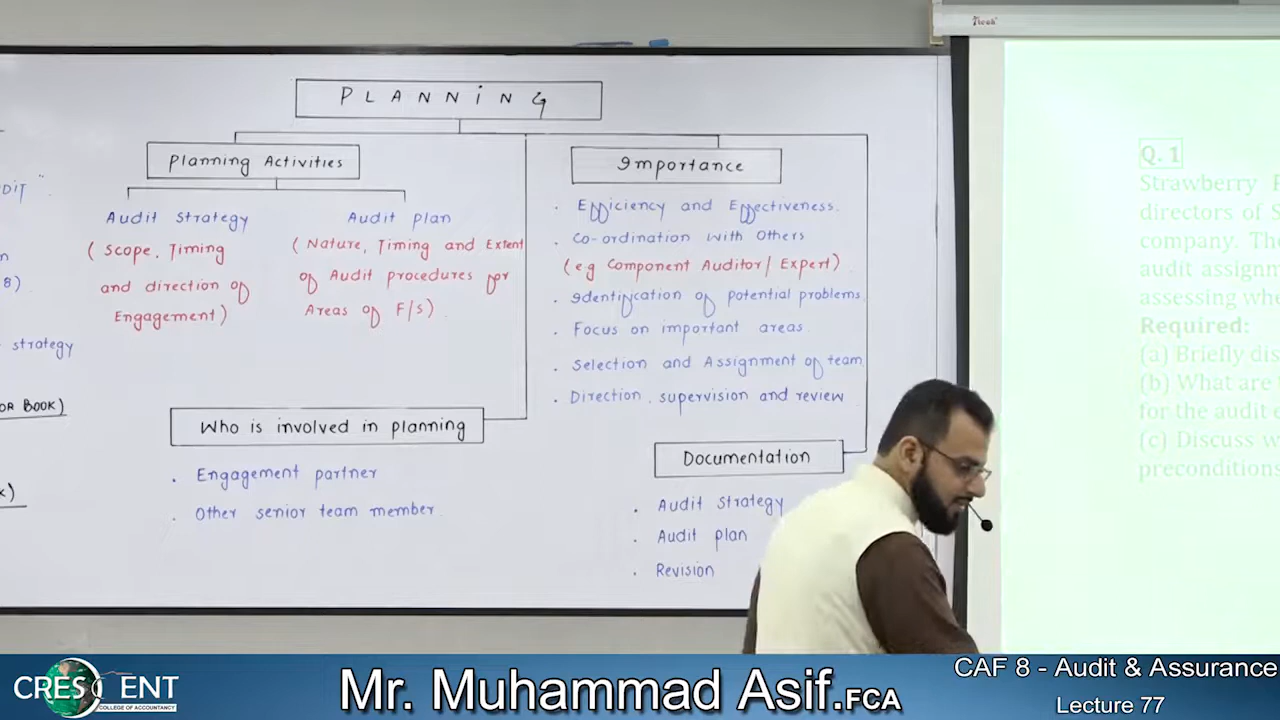 PLANNING
Planning Activities
Audit Strategy
(Scope, Timing
and direction of
Engagement)
Audit plan
(Nature, Timing and Extent
of Audit procedures for
Areas of F/S)
Who is involved in planning
. Engagement partner
. Other senior team member
Importance
. Efficiency and Effectiveness.
. Co-ordination with Others
(e.g Component Auditor/ Expert)
. Identification of potential problems
. Focus on important areas.
. Selection and Assignment of team
. Direction, supervision and review
Documentation
. Audit Strategy
. Audit plan
. Revision
8)
strategy
OR BOOK)
Q. 1
Strawberry
directors of
company. The
audit assignm
assessing whe
Required:
(a) Briefly dis
(b) What are
for the audit
(c) Discuss
preconditions
CRESCENT
COLLEGE OF ACCOUNTANCY
Mr. Muhammad Asif.FCA
CAF 8 - Audit & Assurance
Lecture 77